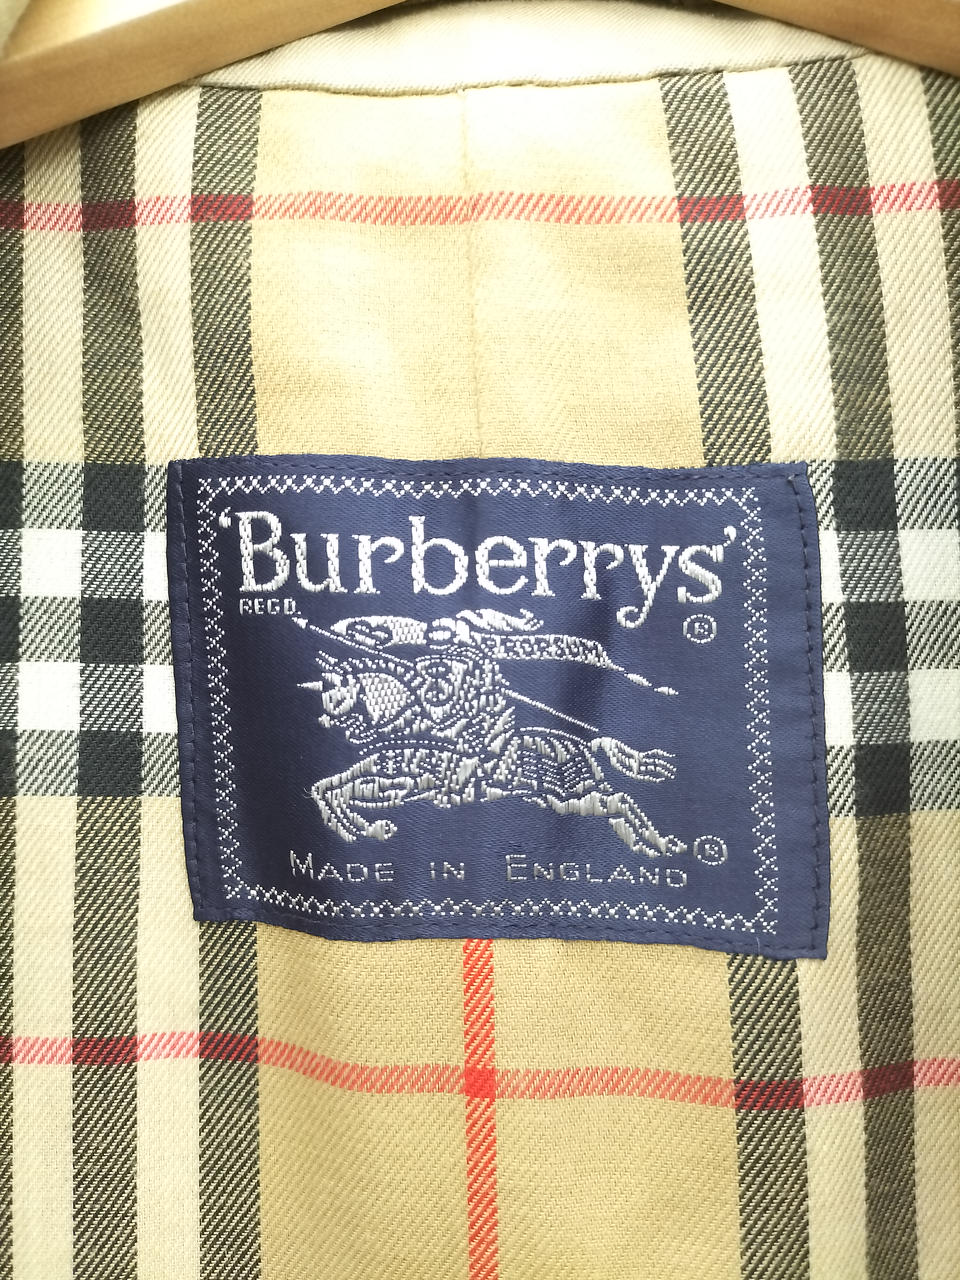 ‘Burberrys’
REGD.
®
PRORSUM
®
MADE IN ENGLAND